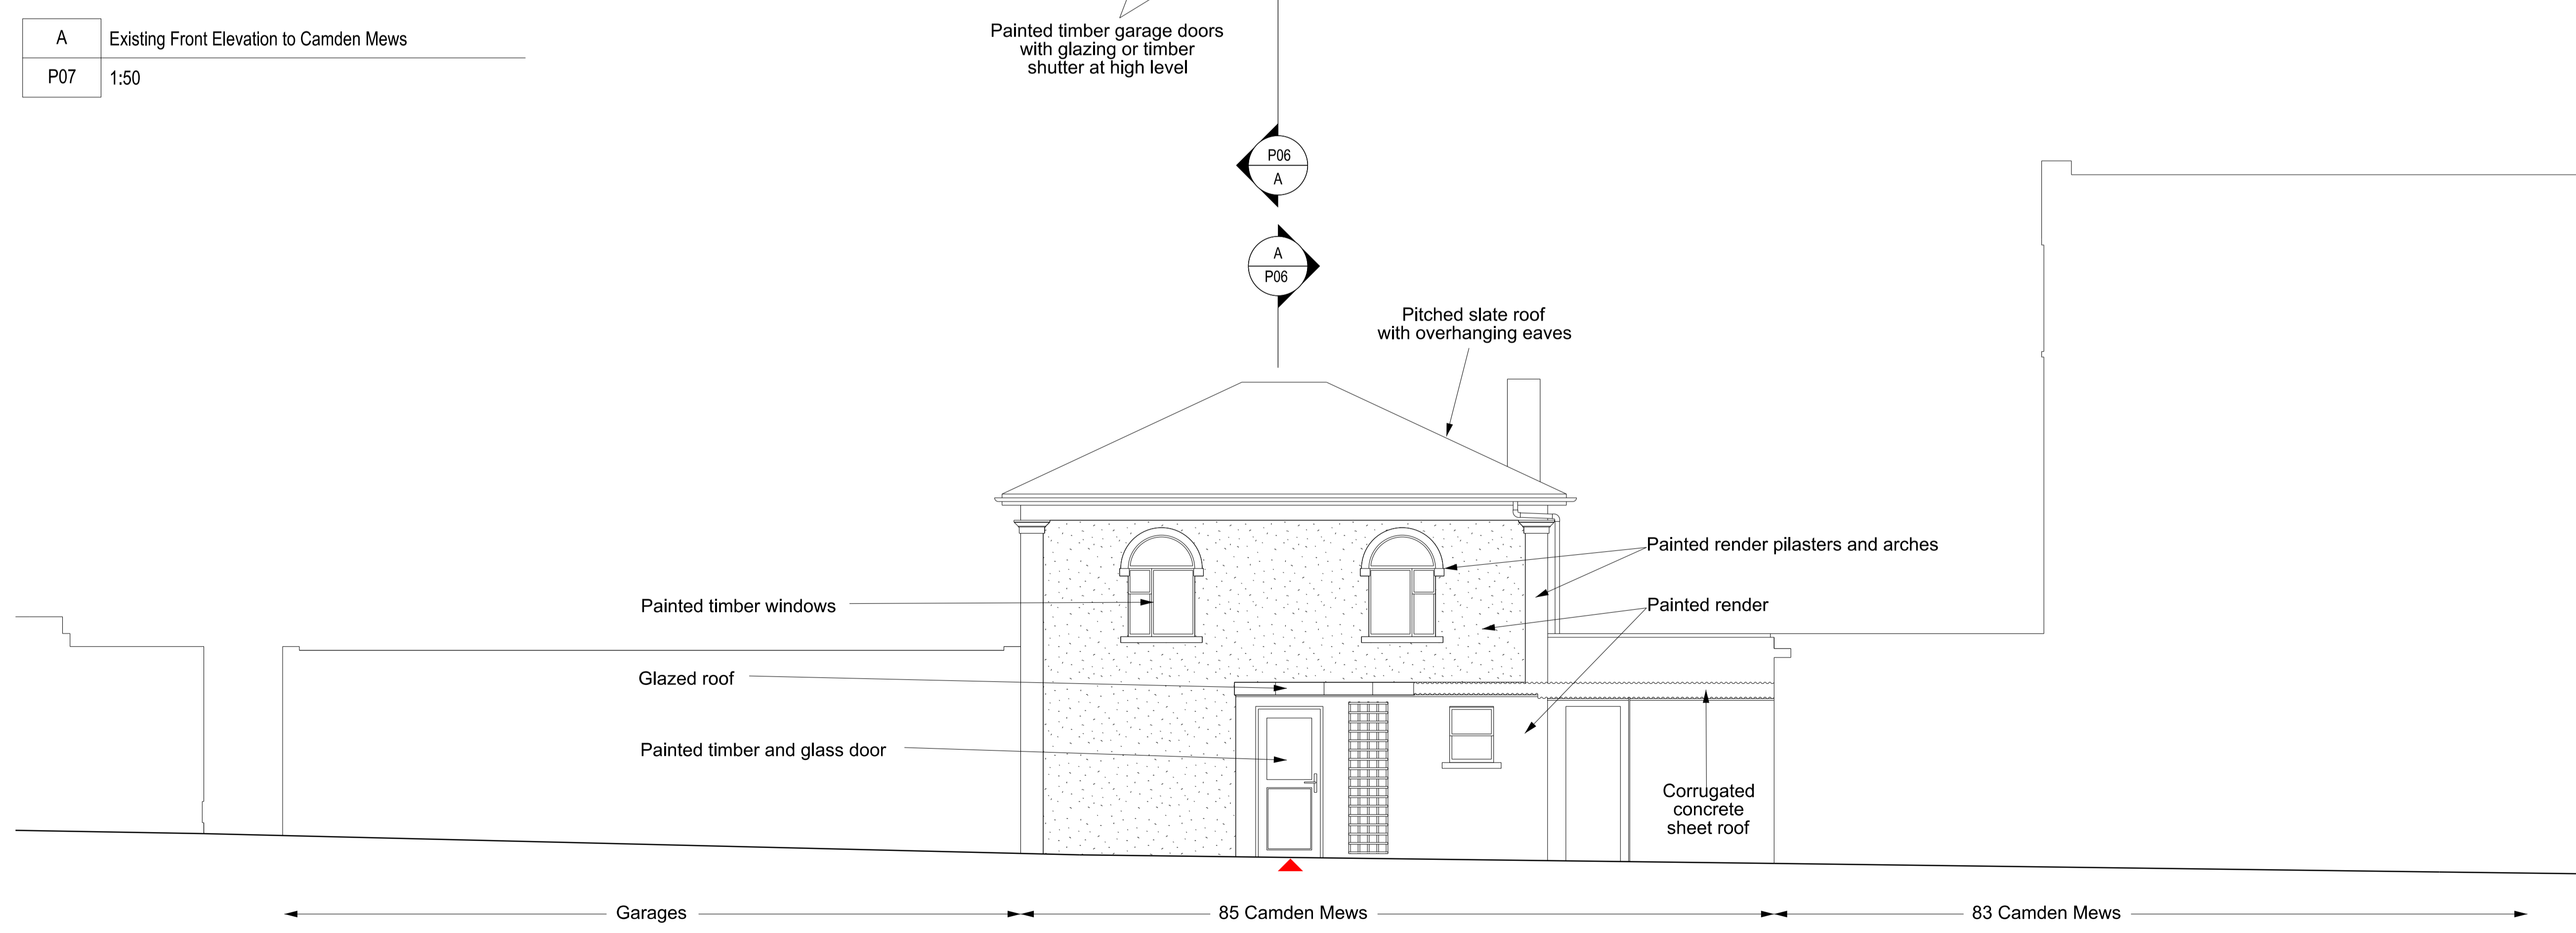 A
Existing Front Elevation to Camden Mews
P07
1:50
Painted timber garage doors
with glazing or timber
shutter at high level
P06
A
A
P06
Pitched slate roof
with overhanging eaves
Painted render pilasters and arches
Painted timber windows
Painted render
Glazed roof
Painted timber and glass door
Corrugated
concrete
sheet roof
Garages
85 Camden Mews
83 Camden Mews